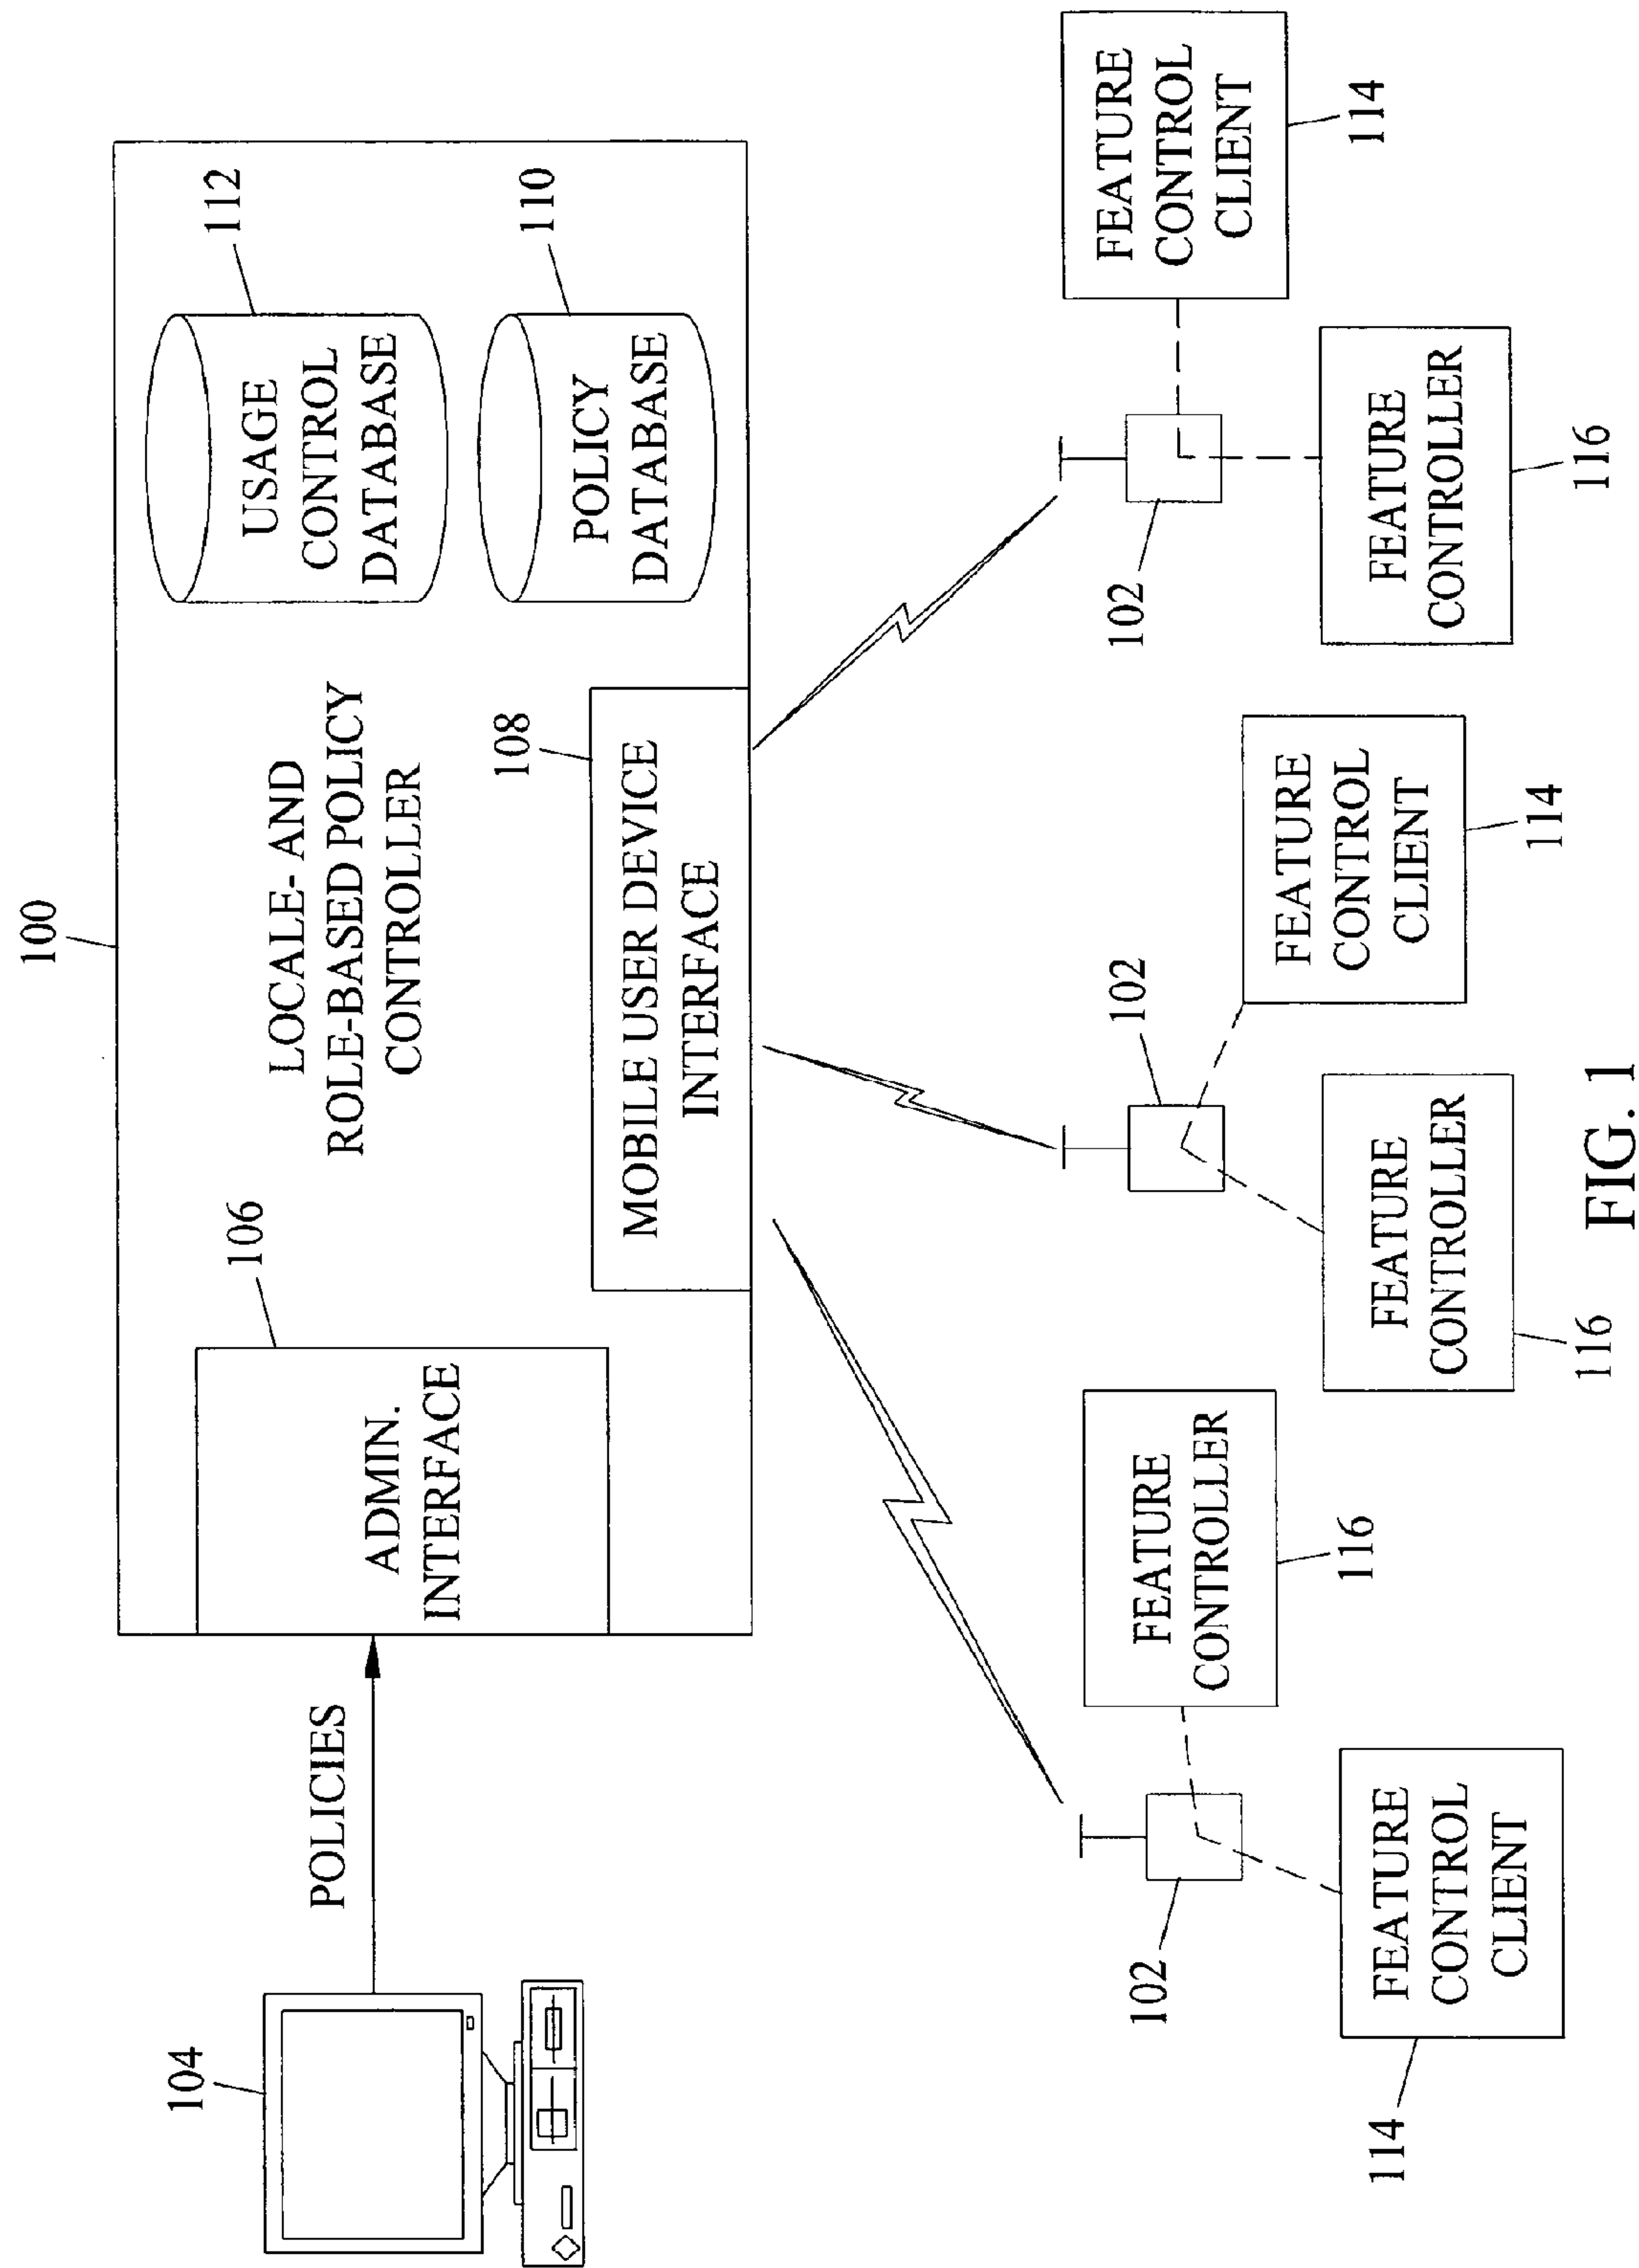 100
104
POLICIES
106
ADMIN.
INTERFACE
LOCALE- AND
ROLE-BASED POLICY
CONTROLLER
108
MOBILE USER DEVICE
INTERFACE
112
USAGE
CONTROL
DATABASE
110
POLICY
DATABASE
102
FEATURE
CONTROLLER
116
FEATURE
CONTROL
CLIENT
114
102
FEATURE
CONTROL
CLIENT
114
FEATURE
CONTROLLER
116
102
FEATURE
CONTROL
CLIENT
114
FEATURE
CONTROLLER
116
FIG. 1